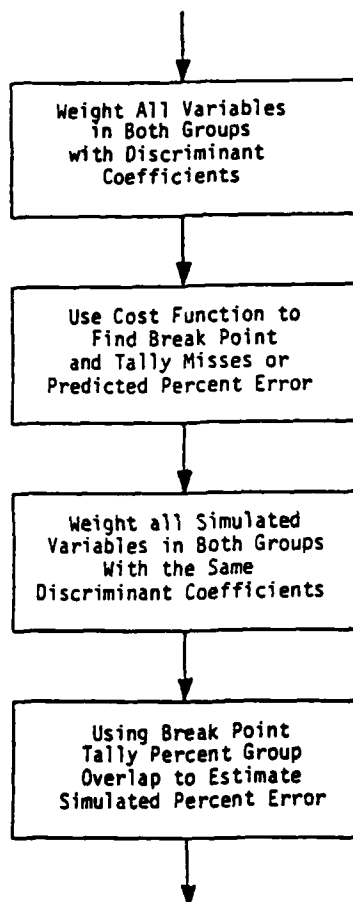 Weight All Variables
in Both Groups
with Discriminant
Coefficients
Use Cost Function to
Find Break Point
and Tally Misses or
Predicted Percent Error
Weight all Simulated
Variables in Both Groups
With the Same
Discriminant Coefficients
Using Break Point
Tally Percent Group
Overlap to Estimate
Simulated Percent Error